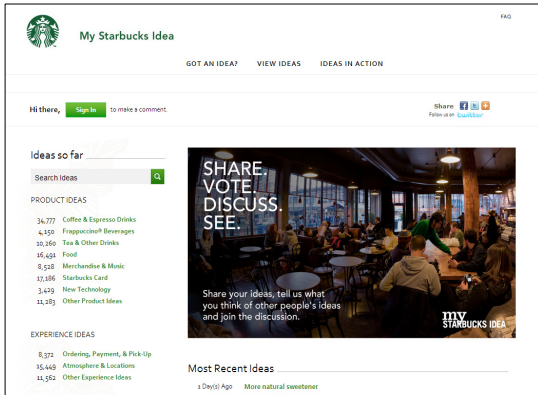 FAQ
My Starbucks Idea
GOT AN IDEA? VIEW IDEAS IDEAS IN ACTION
Hi there, Sign In to make a comment.
Share
Follow us on twitter
Ideas so far
Search Ideas
PRODUCT IDEAS
34,777 Coffee & Espresso Drinks
4,150 Frappuccino® Beverages
10,260 Tea & Other Drinks
16,491 Food
8,528 Merchandise & Music
17,186 Starbucks Card
3,429 New Technology
11,283 Other Product Ideas
EXPERIENCE IDEAS
8,372 Ordering, Payment, & Pick-Up
15,449 Atmosphere & Locations
11,562 Other Experience Ideas
SHARE.
VOTE.
DISCUSS.
SEE.
Share your ideas, tell us what
you think of other people's ideas
and join the discussion.
my
STARBUCKS IDEA
Most Recent Ideas
1 Day(s) Ago More natural sweetener